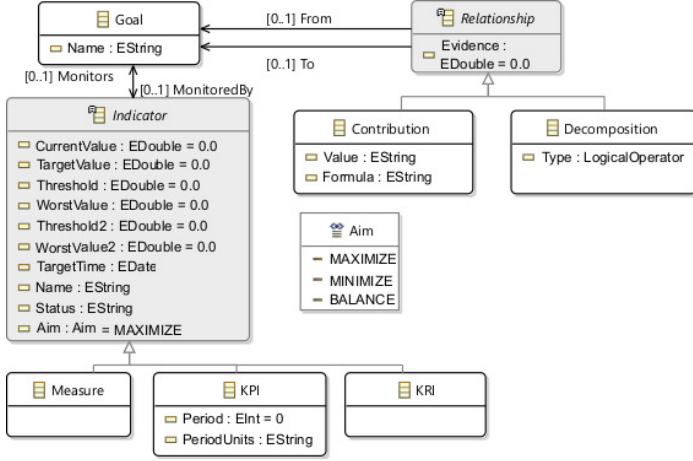 Goal
Name : EString
[0..1] From
[0..1] To
Relationship
Evidence :
EDouble = 0.0
[0..1] Monitors
[0..1] MonitoredBy
Indicator
CurrentValue : EDouble = 0.0
TargetValue : EDouble = 0.0
Threshold : EDouble = 0.0
WorstValue : EDouble = 0.0
Threshold2 : EDouble = 0.0
WorstValue2 : EDouble = 0.0
TargetTime : EDate
Name : EString
Status : EString
Aim : Aim = MAXIMIZE
Contribution
Value : EString
Formula : EString
Decomposition
Type : LogicalOperator
Aim
MAXIMIZE
MINIMIZE
BALANCE
Measure
KPI
Period : EInt = 0
PeriodUnits : EString
KRI